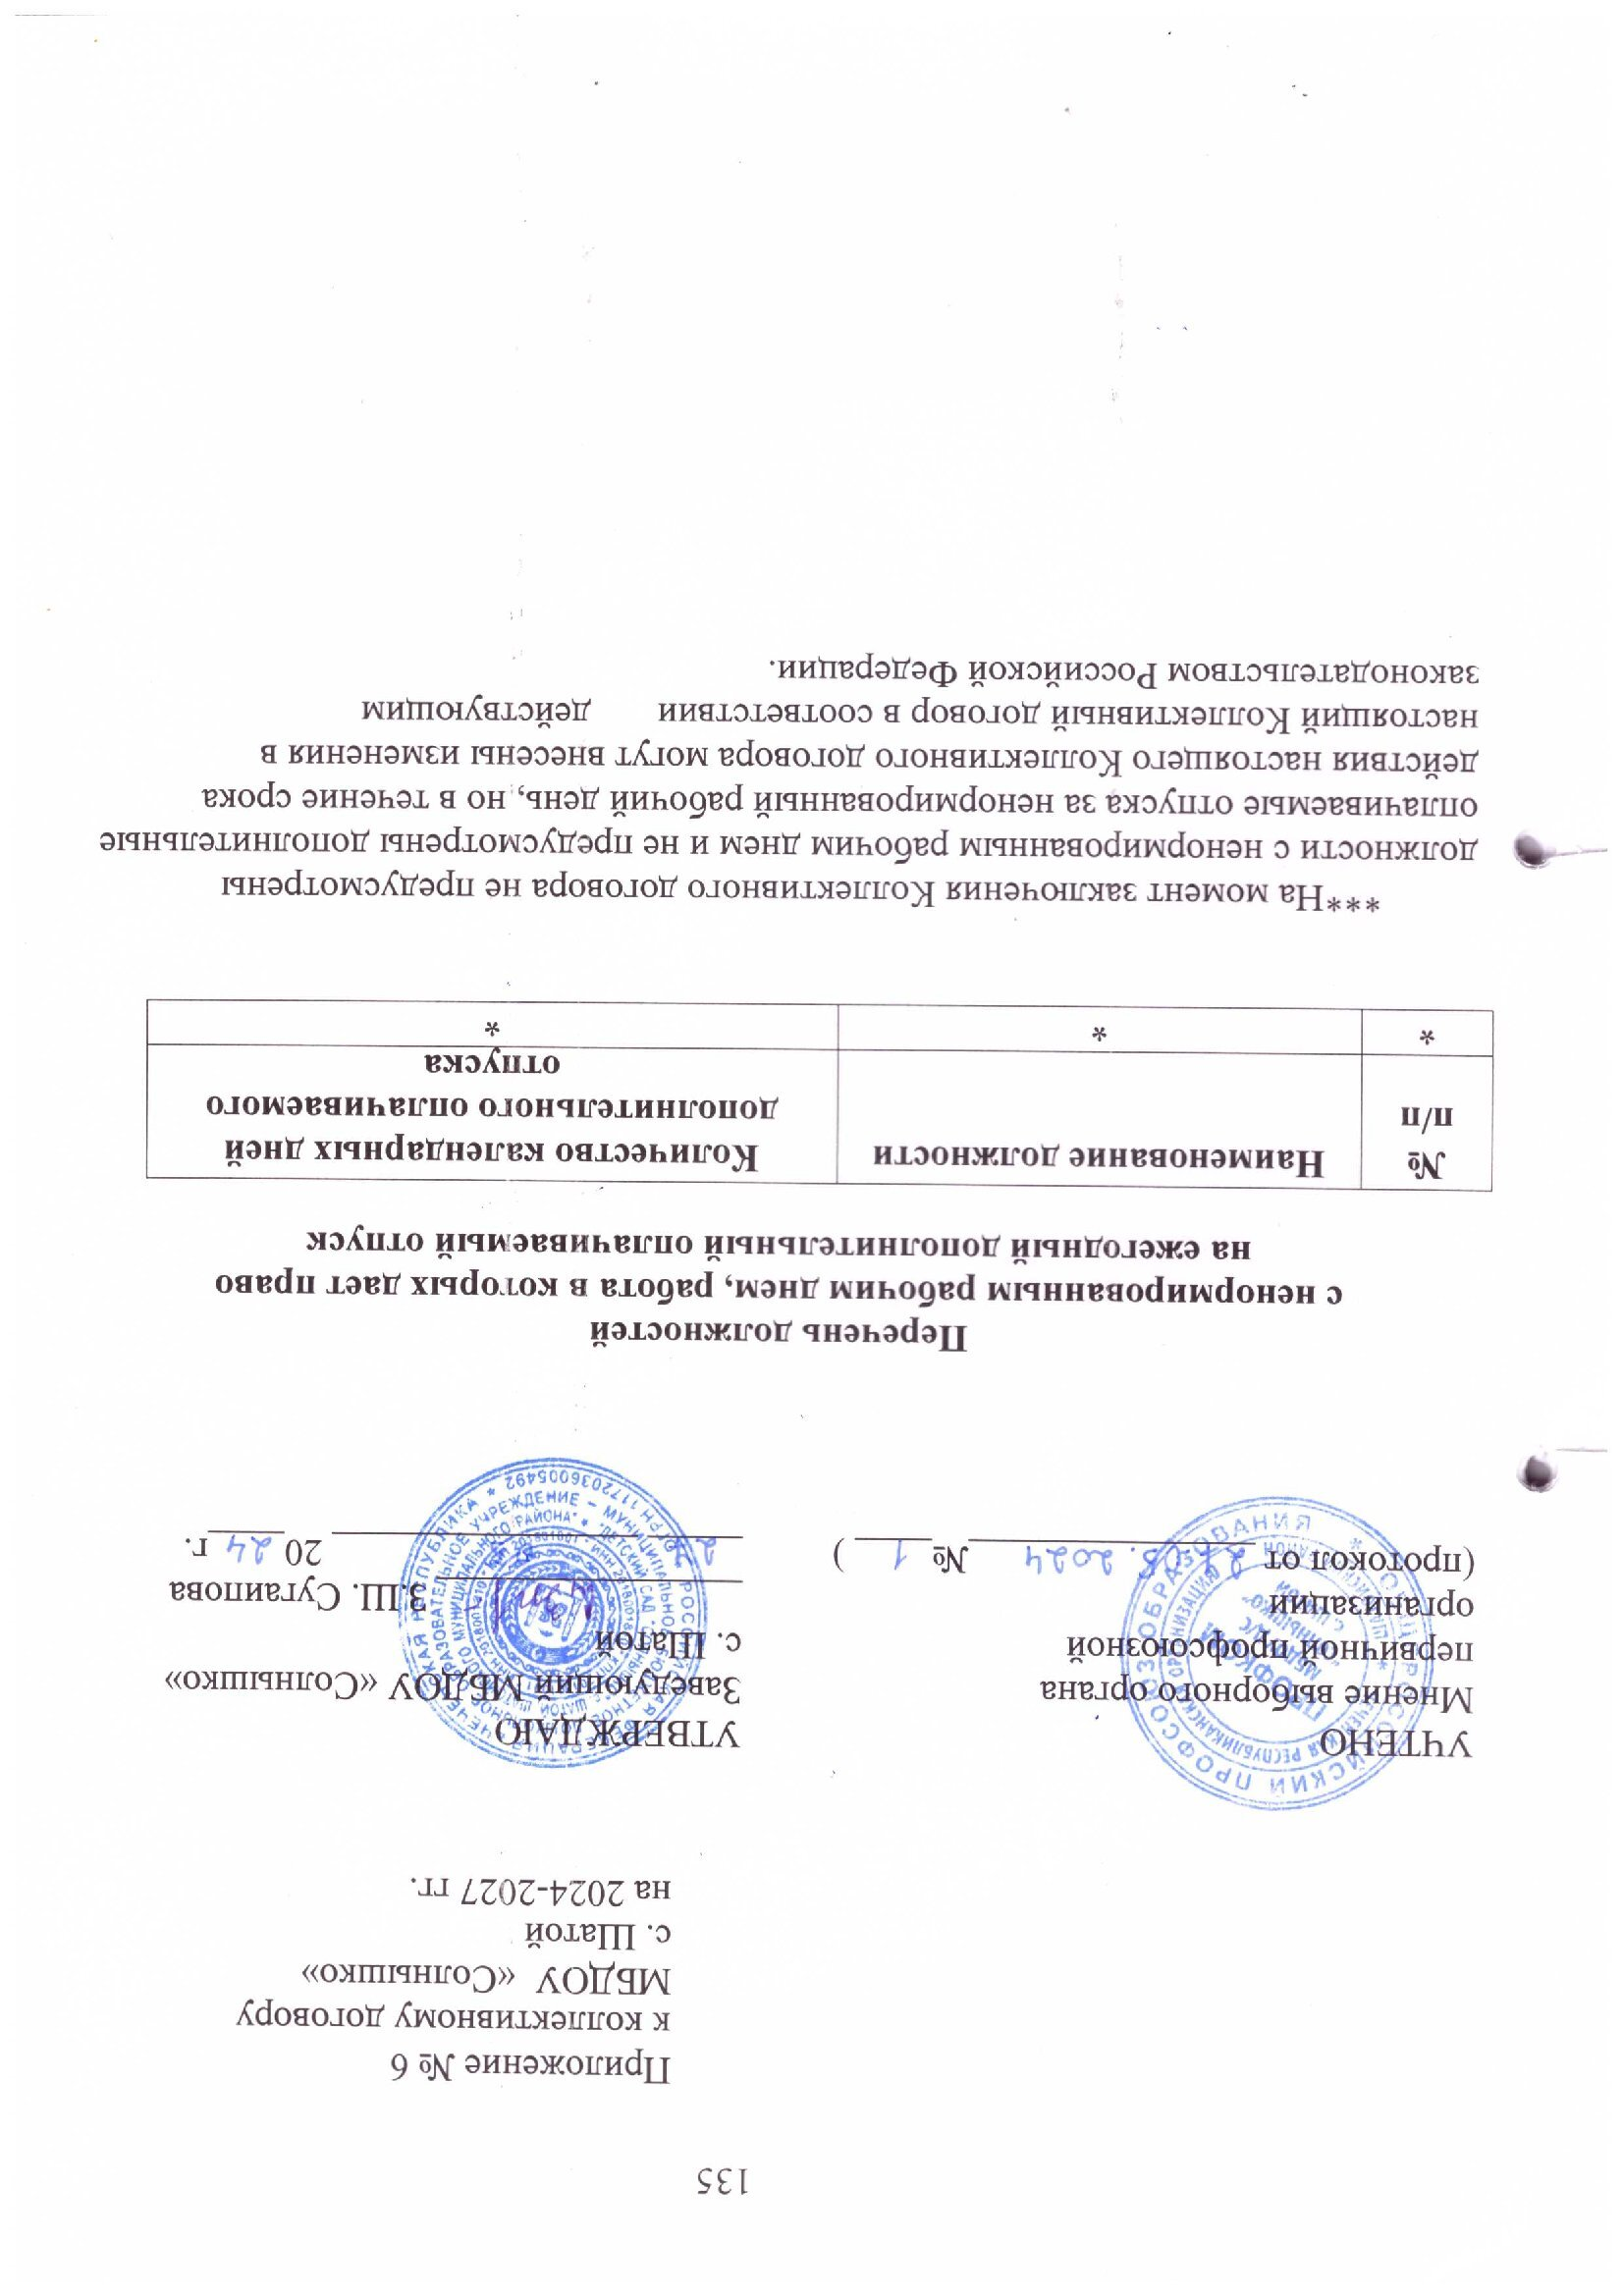 135
Приложение № 6
к коллективному договору
МБДОУ «Солнышко»
с. Шатой
на 2024-2027 гг.
УЧТЕНО
Мнение выборного органа
первичной профсоюзной
организации
(протокол от 27.05.2024 № 1 )
УТВЕРЖДАЮ
Заведующий МБДОУ «Солнышко»
с. Шатой
З.Ш. Сугаипова
27 20 24 г.
Перечень должностей
с ненормированным рабочим днем, работа в которых дает право
на ежегодный дополнительный оплачиваемый отпуск
№ п/п
Наименование должности
Количество календарных дней
дополнительного оплачиваемого
отпуска
* * *
***На момент заключения Коллективного договора не предусмотрены
должности с ненормированным рабочим днем и не предусмотрены дополнительные
оплачиваемые отпуска за ненормированный рабочий день, но в течение срока
действия настоящего Коллективного договора могут внесены изменения в
настоящий Коллективный договор в соответствии действующим
законодательством Российской Федерации.